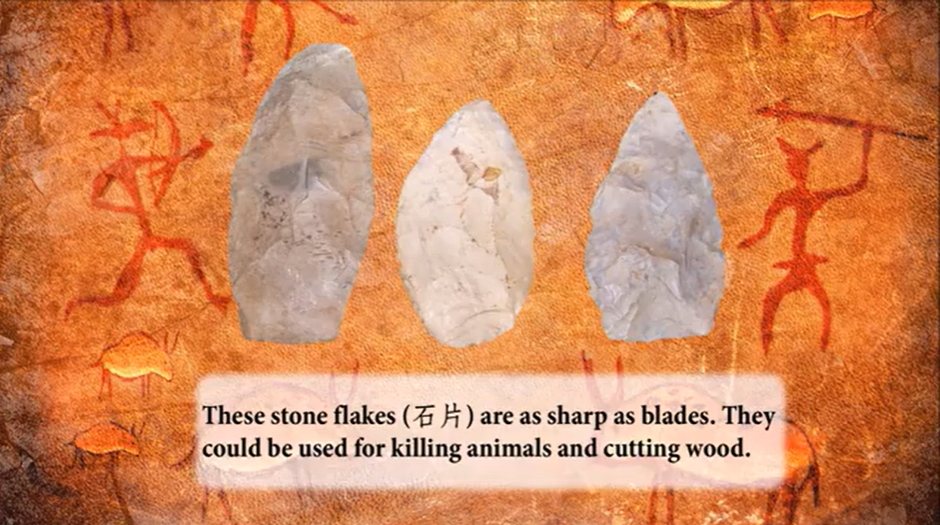 These stone flakes (石片) are as sharp as blades. They
could be used for killing animals and cutting wood.